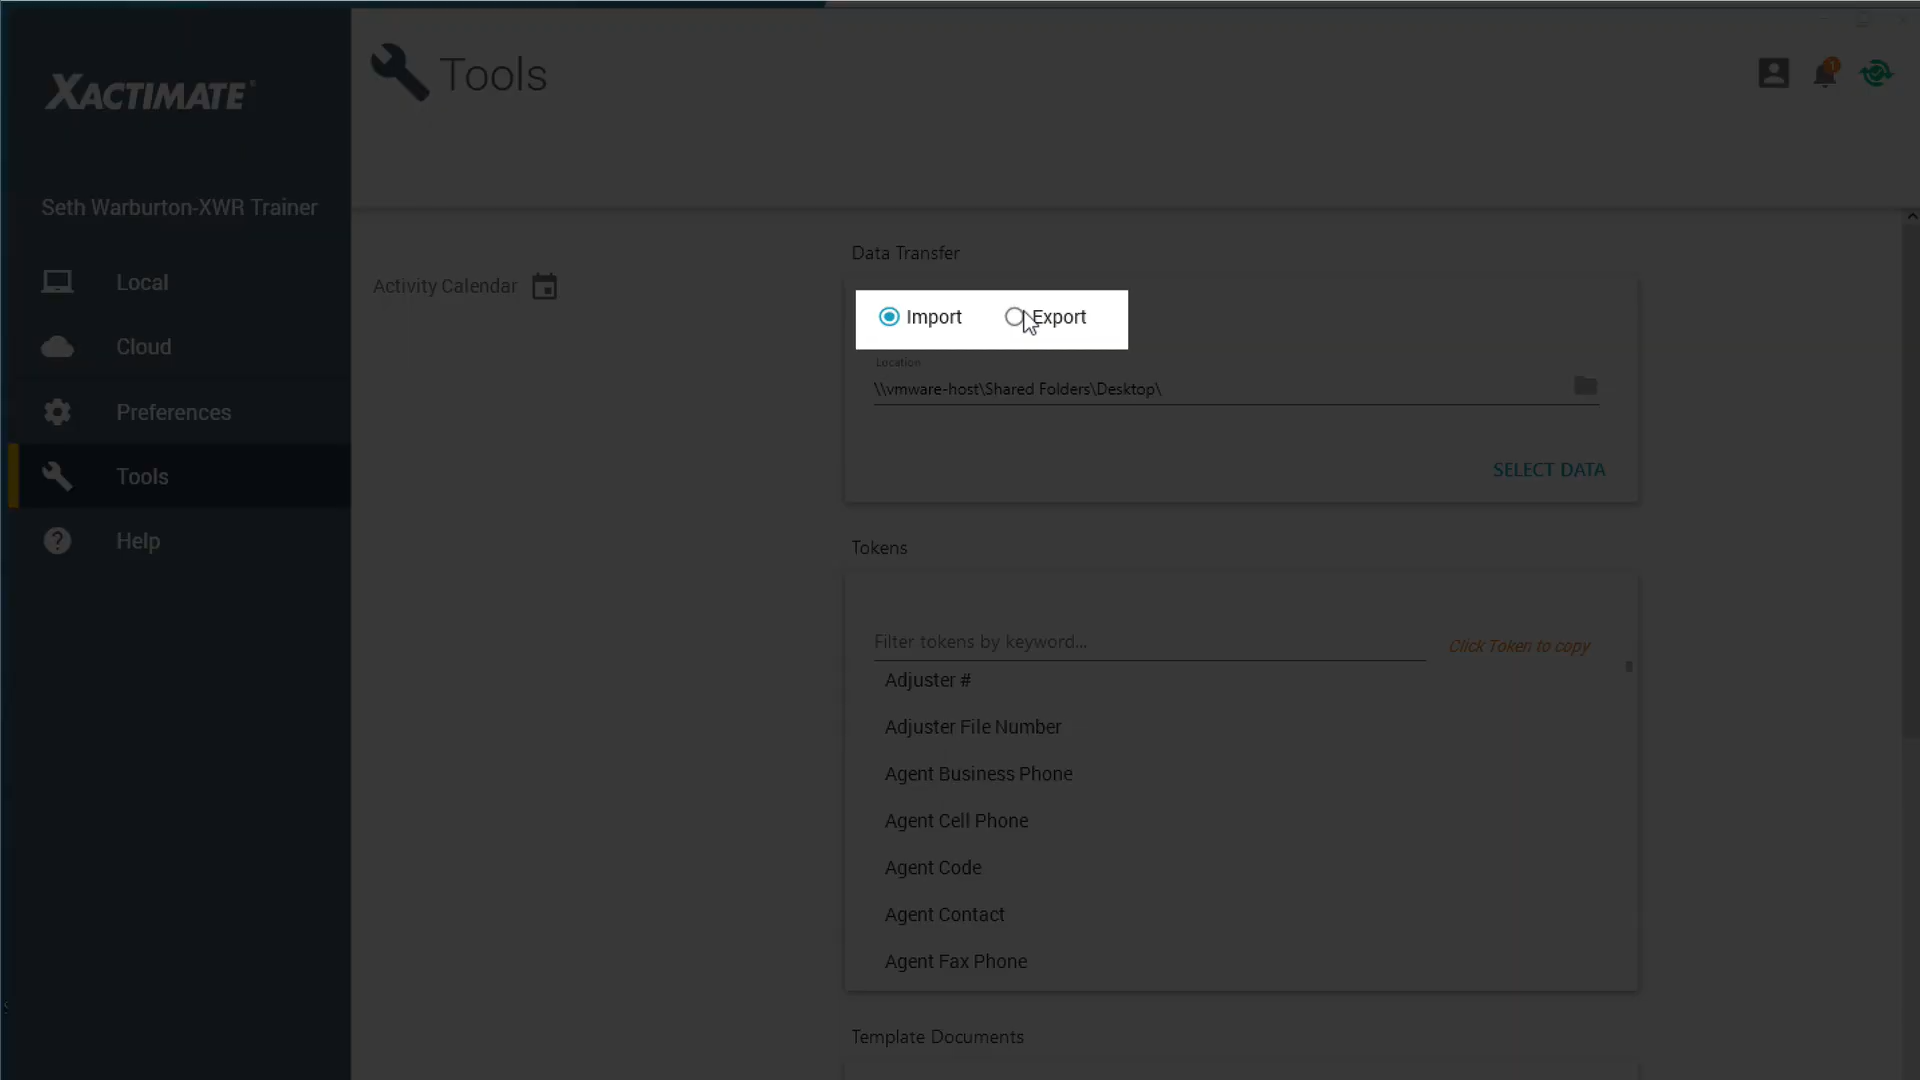 XACTIMATE®
Tools
1
Seth Warburton-XWR Trainer
Local
Cloud
Preferences
Tools
Help
Activity Calendar
Data Transfer
Import
Export
Location
\\vmware-host\Shared Folders\Desktop\
SELECT DATA
Tokens
Filter tokens by keyword...
Click Token to copy
Adjuster #
Adjuster File Number
Agent Business Phone
Agent Cell Phone
Agent Code
Agent Contact
Agent Fax Phone
Template Documents